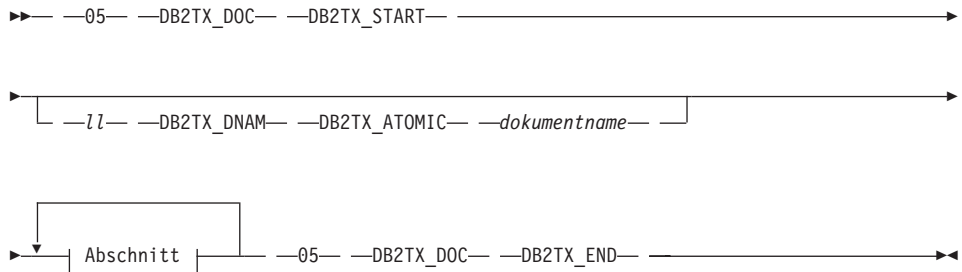 05 DB2TX_DOC DB2TX_START
ll DB2TX_DNAM DB2TX_ATOMIC dokumentname
Abschnitt 05 DB2TX_DOC DB2TX_END